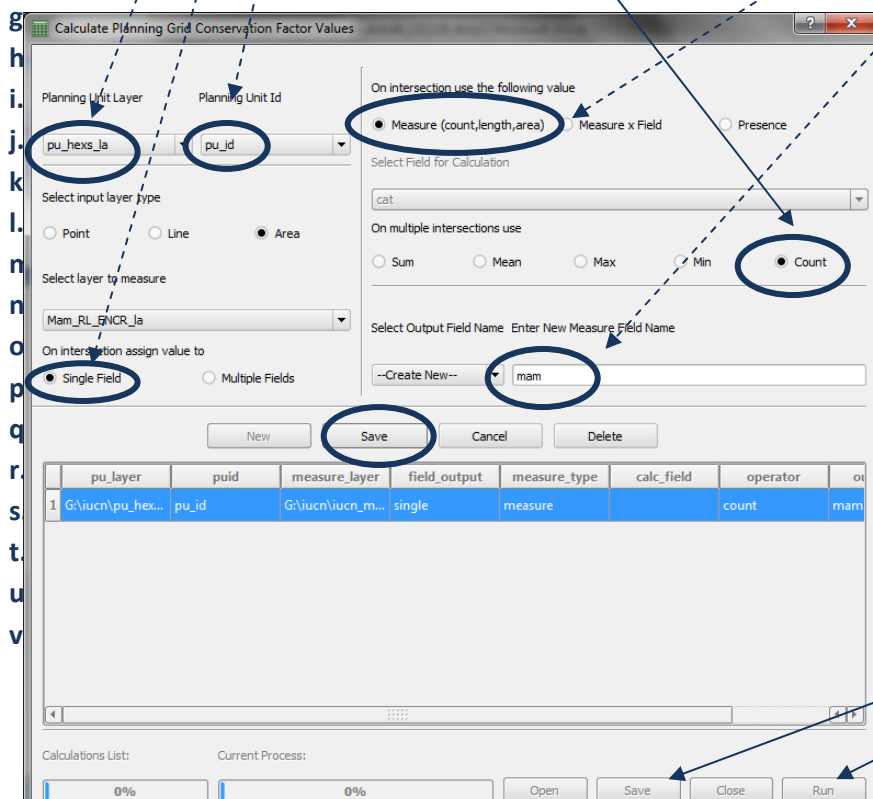 g
Calculate Planning Grid Conservation Factor Values
h
i.
Planning Unit Layer Planning Unit Id
On intersection use the following value
Measure (count,length,area) Measure x Field Presence
j.
pu_hexs_la pu_id
Select Field for Calculation
k
Select input layer type
cat
l.
Point Line Area
On multiple intersections use
m
Sum Mean Max Min Count
Select layer to measure
n
Mam_RL_ENCR_la
Select Output Field Name Enter New Measure Field Name
o
On intersection assign value to
p
Single Field Multiple Fields
--Create New-- mam
q
New Save Cancel Delete
r.
pu_layer puid measure_layer field_output measure_type calc_field operator ou
s.
1 G:\iucn\pu_hex... pu_id G:\iucn\iucn_m... single measure count mam
t.
u
v
Calculations List: Current Process:
0% 0% Open Save Close Run